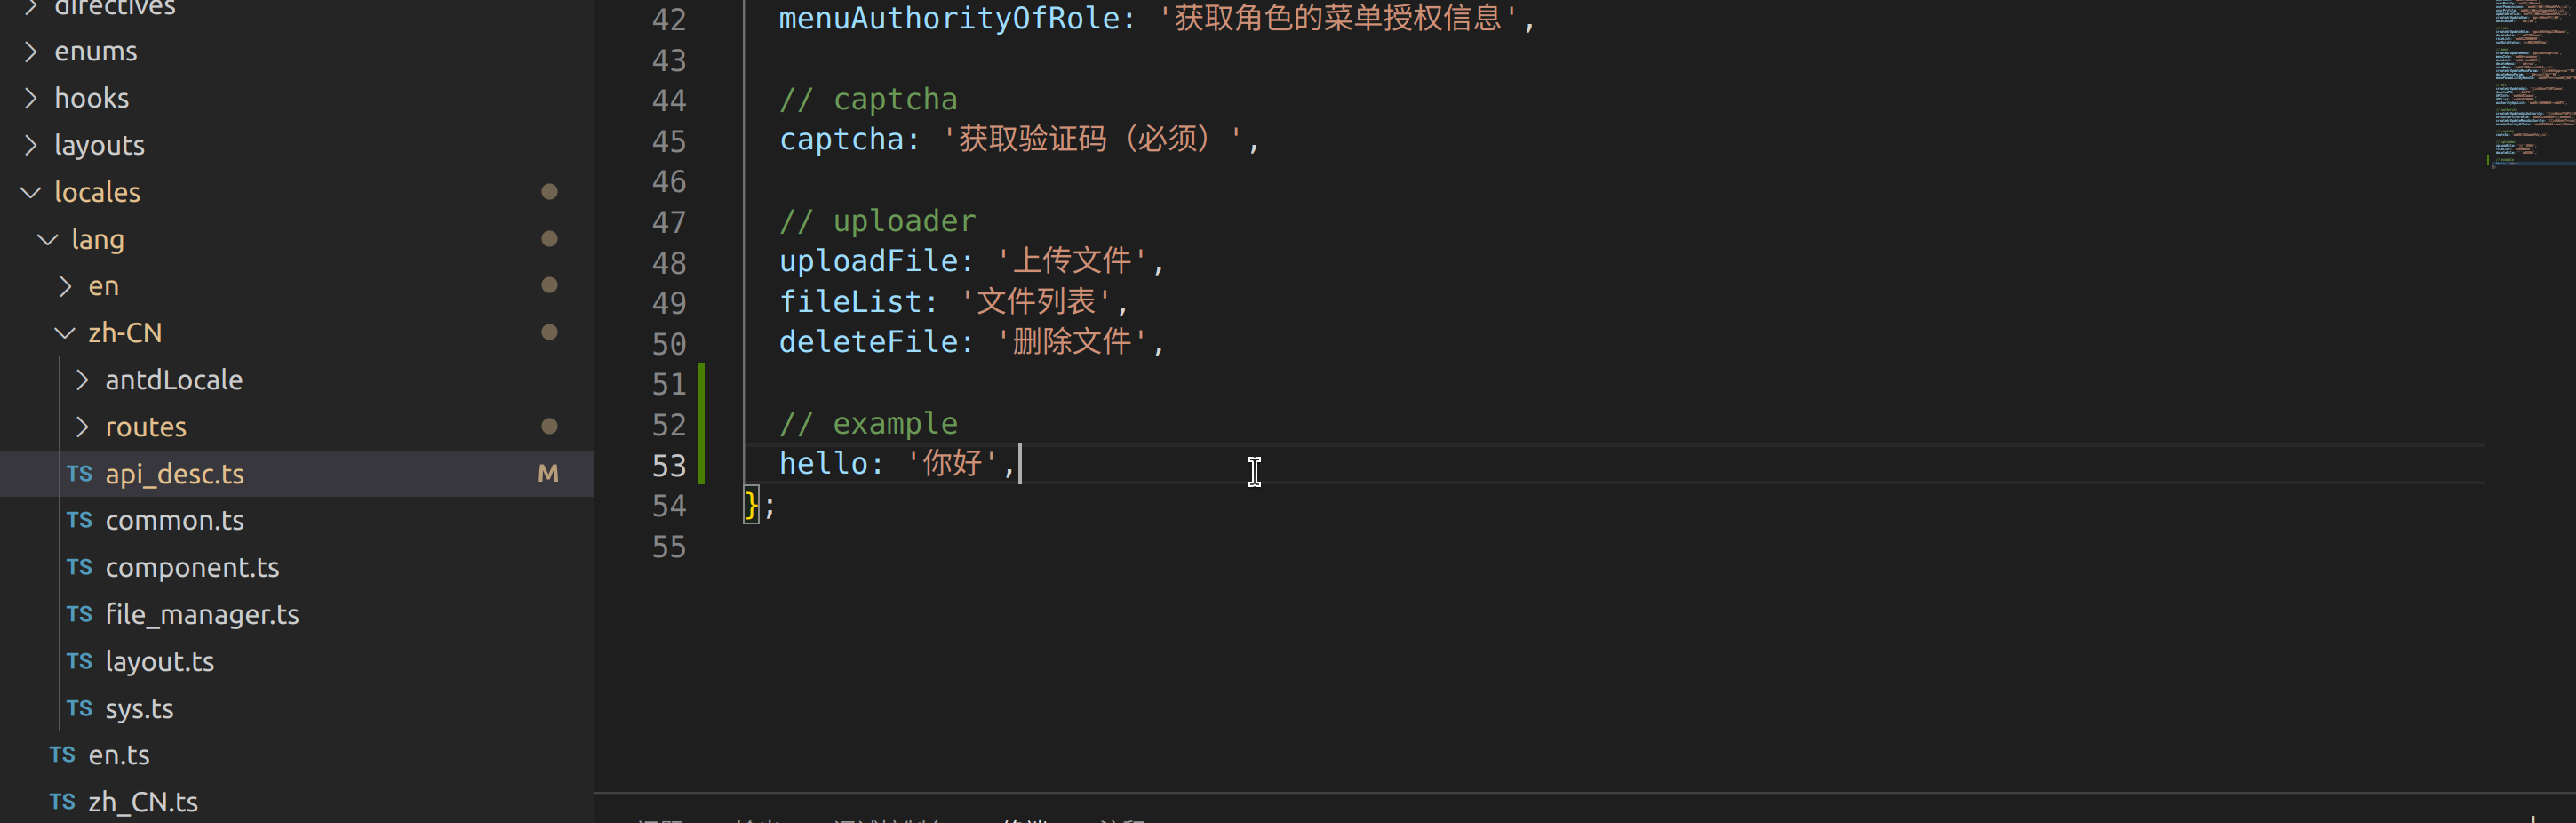 directives
enums
hooks
layouts
locales
lang
en
zh-CN
antdLocale
routes
TS api_desc.ts M
TS common.ts
TS component.ts
TS file_manager.ts
TS layout.ts
TS sys.ts
TS en.ts
TS zh_CN.ts
42 menuAuthorityOfRole: '获取角色的菜单授权信息',
43
44 // captcha
45 captcha: '获取验证码（必须）',
46
47 // uploader
48 uploadFile: '上传文件',
49 fileList: '文件列表',
50 deleteFile: '删除文件',
51
52 // example
53 hello: '你好',
54 };
55